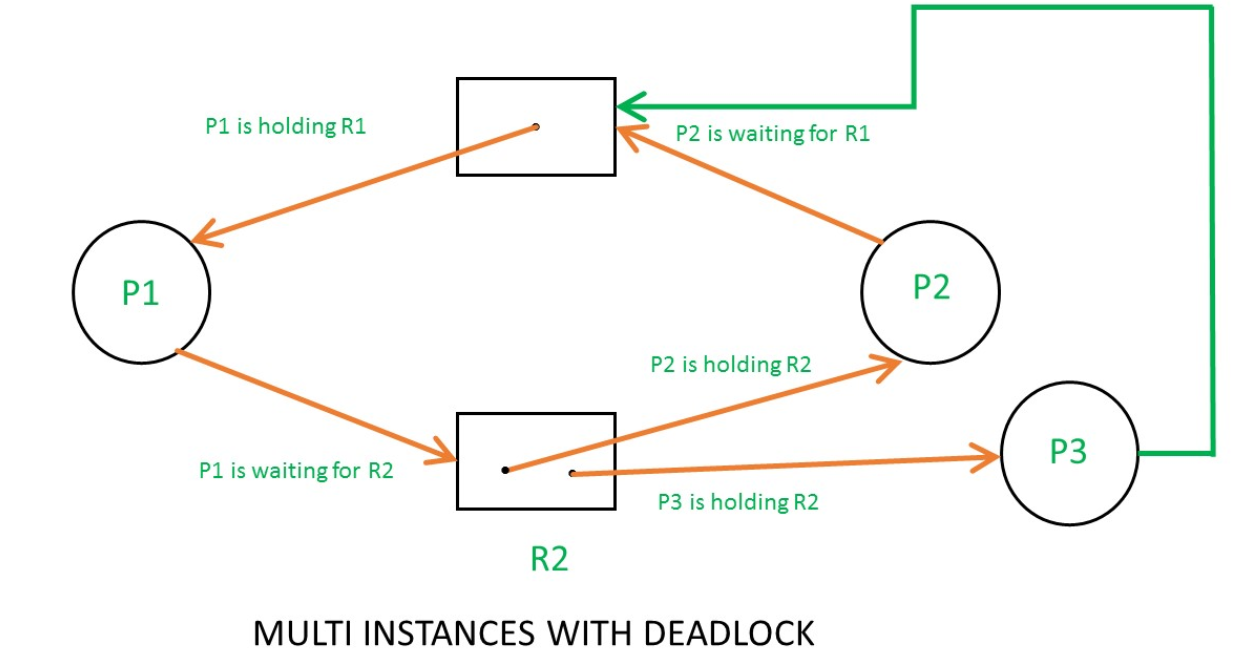 P1 is holding R1
P2 is waiting for R1
P1
P2
P2 is holding R2
P3
P1 is waiting for R2
P3 is holding R2
R2
MULTI INSTANCES WITH DEADLOCK